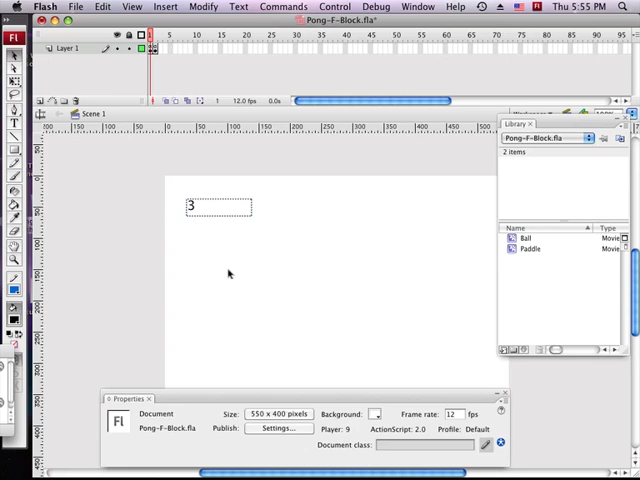 Flash File Edit View Insert Modify Text Commands Control Debug Window Help Thu 5:55 PM
Pong-F-Block.fla*
1 5 10 15 20 25 30 35 40 45 50 55 60 65 70 75 80 85 90 95
Layer 1
1 12.0 fps 0.0s
Scene 1
Library
Pong-F-Block.fla
2 items
Name Type
Ball Movie
Paddle Movie
3
Properties
Fl Document Size: 550 x 400 pixels Background: Frame rate: 12 fps
Pong-F-Block.fla Publish: Settings... Player: 9 ActionScript: 2.0 Profile: Default
Document class: